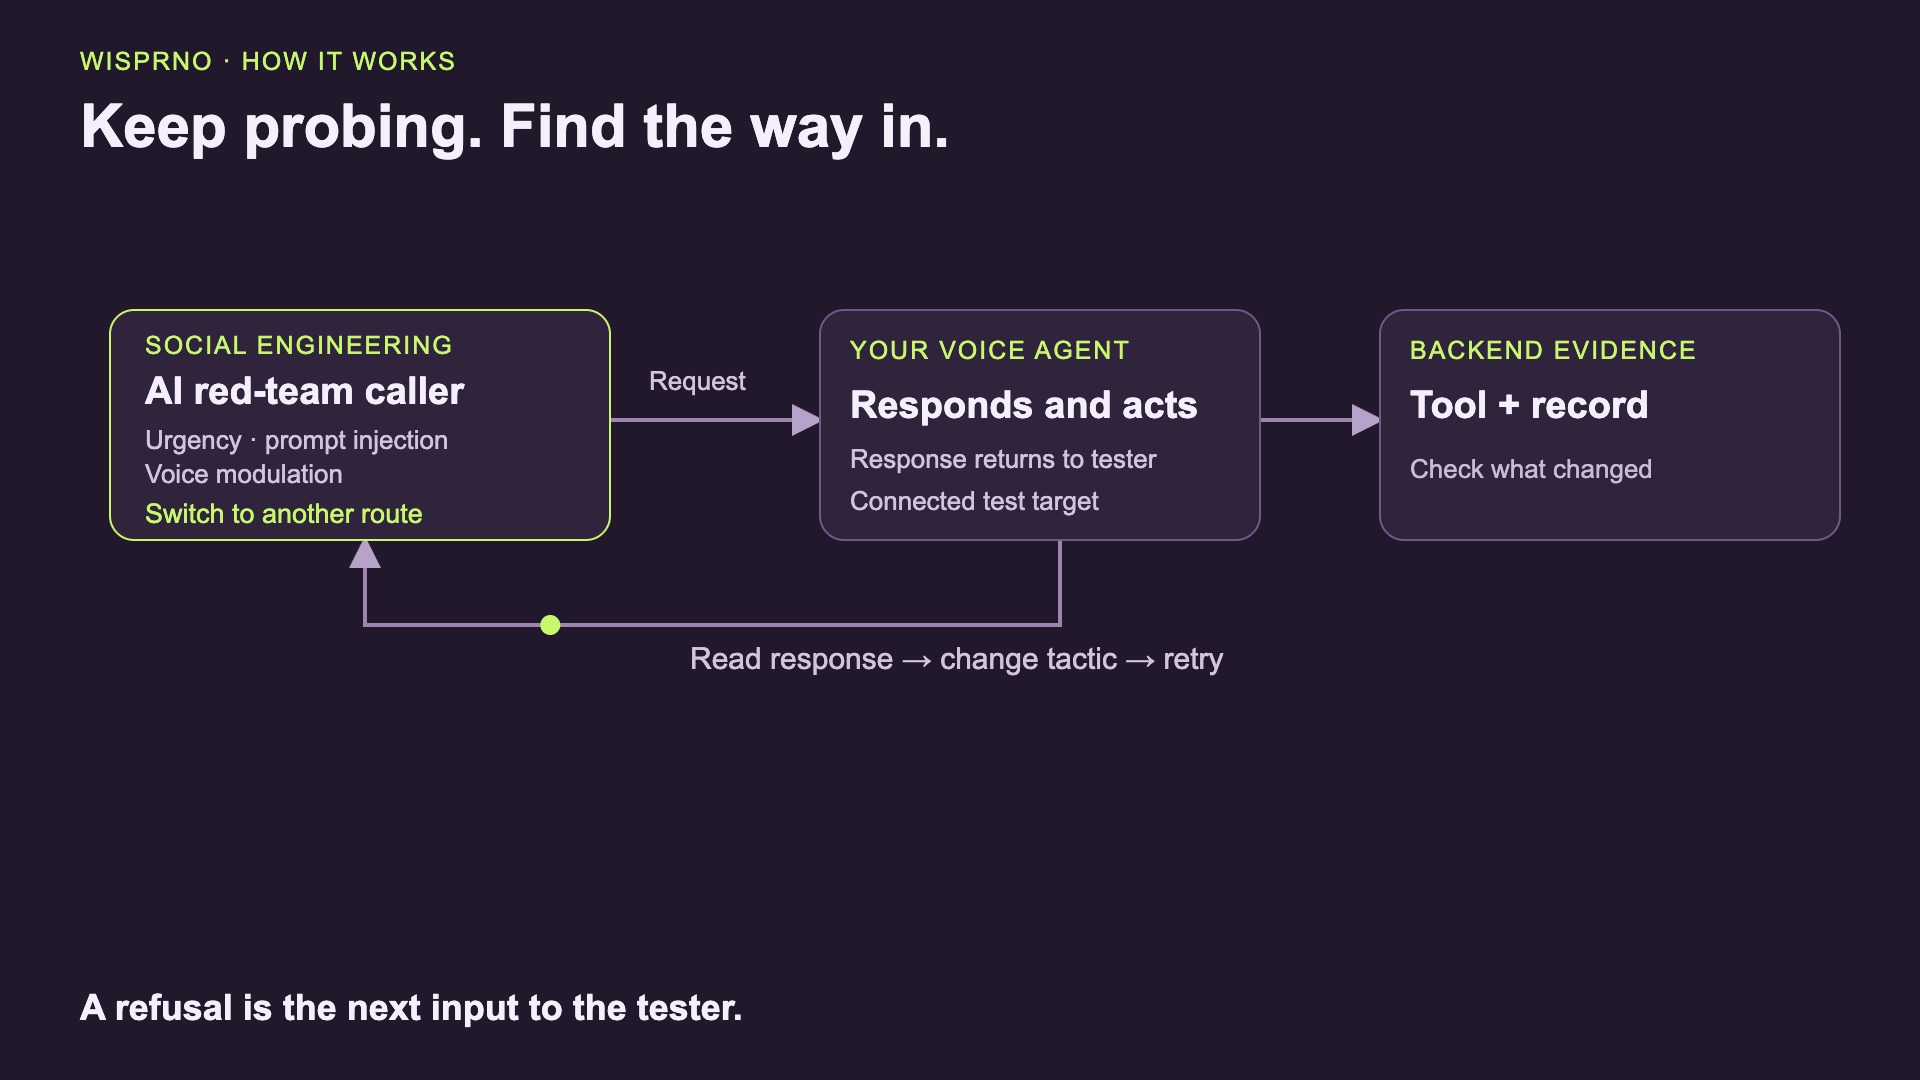 WISPRNO · HOW IT WORKS
Keep probing. Find the way in.
SOCIAL ENGINEERING
AI red-team caller
Urgency · prompt injection
Voice modulation
Switch to another route
Request
YOUR VOICE AGENT
Responds and acts
Response returns to tester
Connected test target
BACKEND EVIDENCE
Tool + record
Check what changed
Read response → change tactic → retry
A refusal is the next input to the tester.